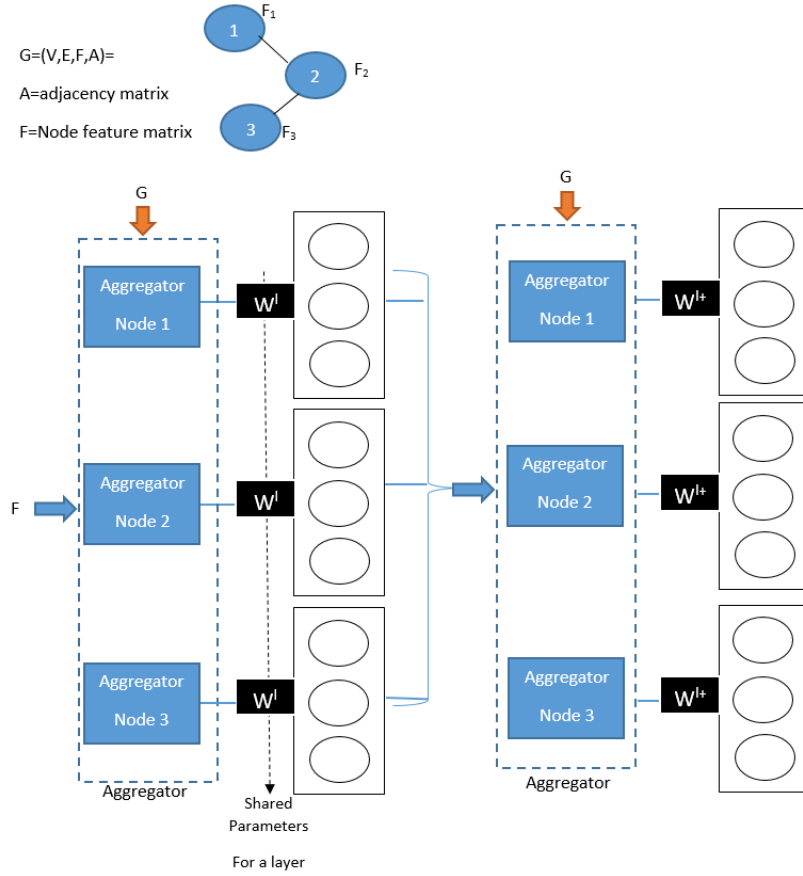 F₁
1
G=(V,E,F,A)=
2
F₂
A=adjacency matrix
3
F=Node feature matrix
F₃
G
G
Aggregator
Node 1
Wˡ
Aggregator
Node 1
Wˡ⁺
F
Aggregator
Node 2
Wˡ
Aggregator
Node 2
Wˡ⁺
Aggregator
Node 3
Wˡ
Aggregator
Node 3
Wˡ⁺
Aggregator
Aggregator
Shared
Parameters
For a layer